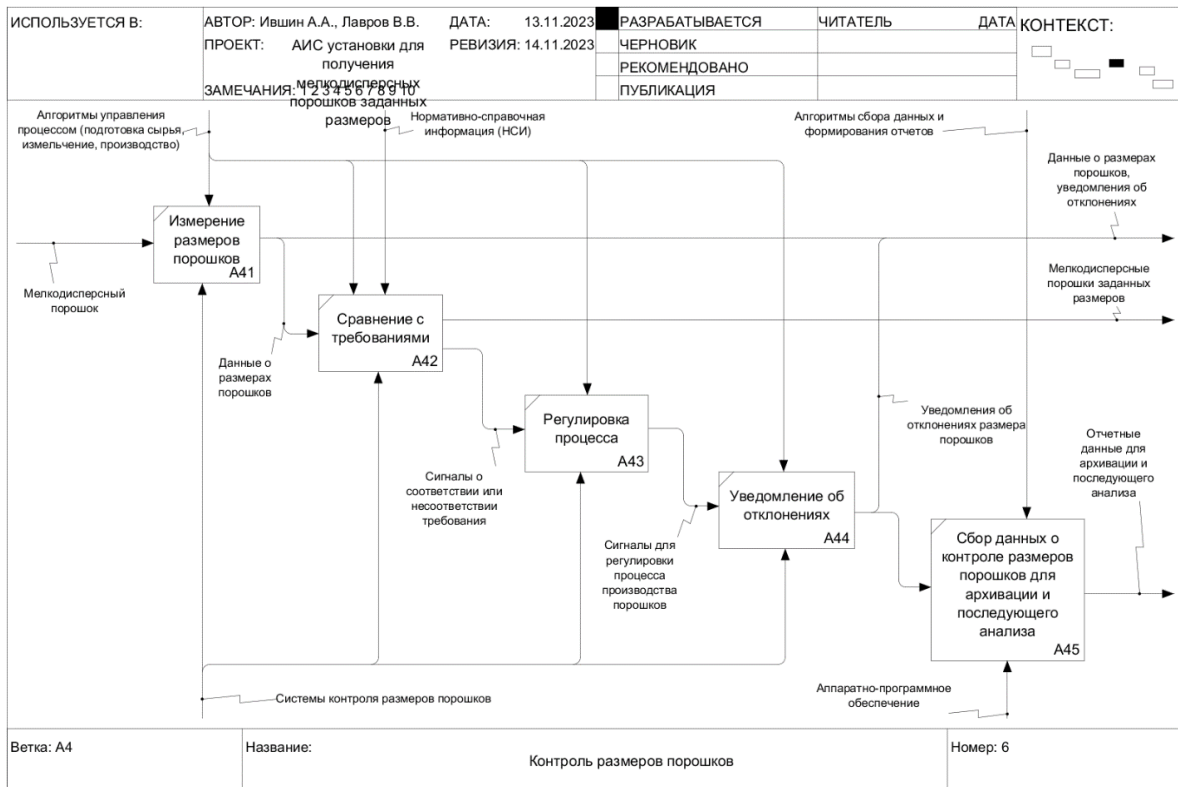 ИСПОЛЬЗУЕТСЯ В:
АВТОР: Ившин А.А., Лавров В.В.
ДАТА: 13.11.2023
РАЗРАБАТЫВАЕТСЯ
ЧИТАТЕЛЬ
ДАТА
КОНТЕКСТ:
ПРОЕКТ: АИС установки для
получения
мелкодисперсных
порошков заданных
размеров
РЕВИЗИЯ: 14.11.2023
ЧЕРНОВИК
РЕКОМЕНДОВАНО
ЗАМЕЧАНИЯ: 1 2 3 4 5 6 7 8 9 10
ПУБЛИКАЦИЯ
Алгоритмы управления
процессом (подготовка сырья,
измельчение, производство)
Нормативно-справочная
информация (НСИ)
Алгоритмы сбора данных и
формирования отчетов
Данные о размерах
порошков,
уведомления об
отклонениях
Измерение
размеров
порошков
A41
Мелкодисперсный
порошок
Мелкодисперсные
порошки заданных
размеров
Сравнение с
требованиями
A42
Данные о
размерах
порошков
Регулировка
процесса
A43
Уведомления об
отклонениях размера
порошков
Отчетные
данные для
архивации и
последующего
анализа
Сигналы о
соответствии или
несоответствии
требования
Уведомление об
отклонениях
A44
Сигналы для
регулировки
процесса
производства
порошков
Сбор данных о
контроле размеров
порошков для
архивации и
последующего
анализа
A45
Системы контроля размеров порошков
Аппаратно-программное
обеспечение
Ветка: A4
Название:
Контроль размеров порошков
Номер: 6